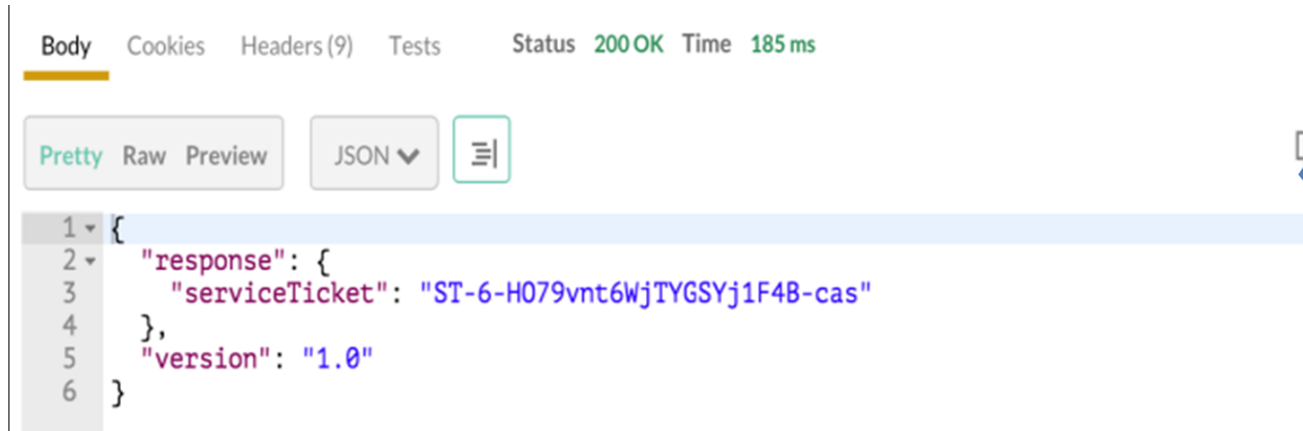 Body Cookies Headers (9) Tests Status 200 OK Time 185 ms
Pretty Raw Preview JSON
1 {
2 "response": {
3 "serviceTicket": "ST-6-HO79vnt6WjTYGSYj1F4B-cas"
4 },
5 "version": "1.0"
6 }